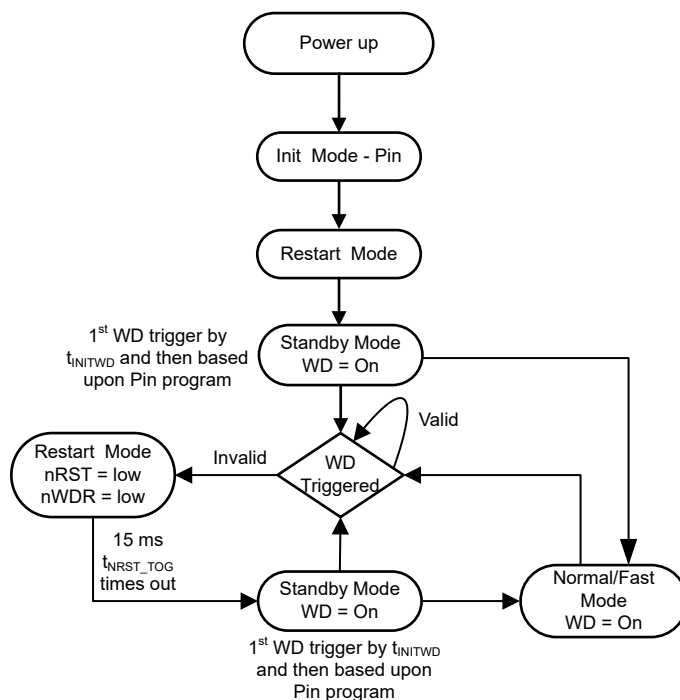 Power up
Init Mode - Pin
Restart Mode
1st WD trigger by
tINITWD and then based
upon Pin program
Standby Mode
WD = On
Valid
Restart Mode
nRST = low
nWDR = low
Invalid
WD
Triggered
15 ms
tNRST_TOG
times out
Standby Mode
WD = On
Normal/Fast
Mode
WD = On
1st WD trigger by tINITWD
and then based upon
Pin program